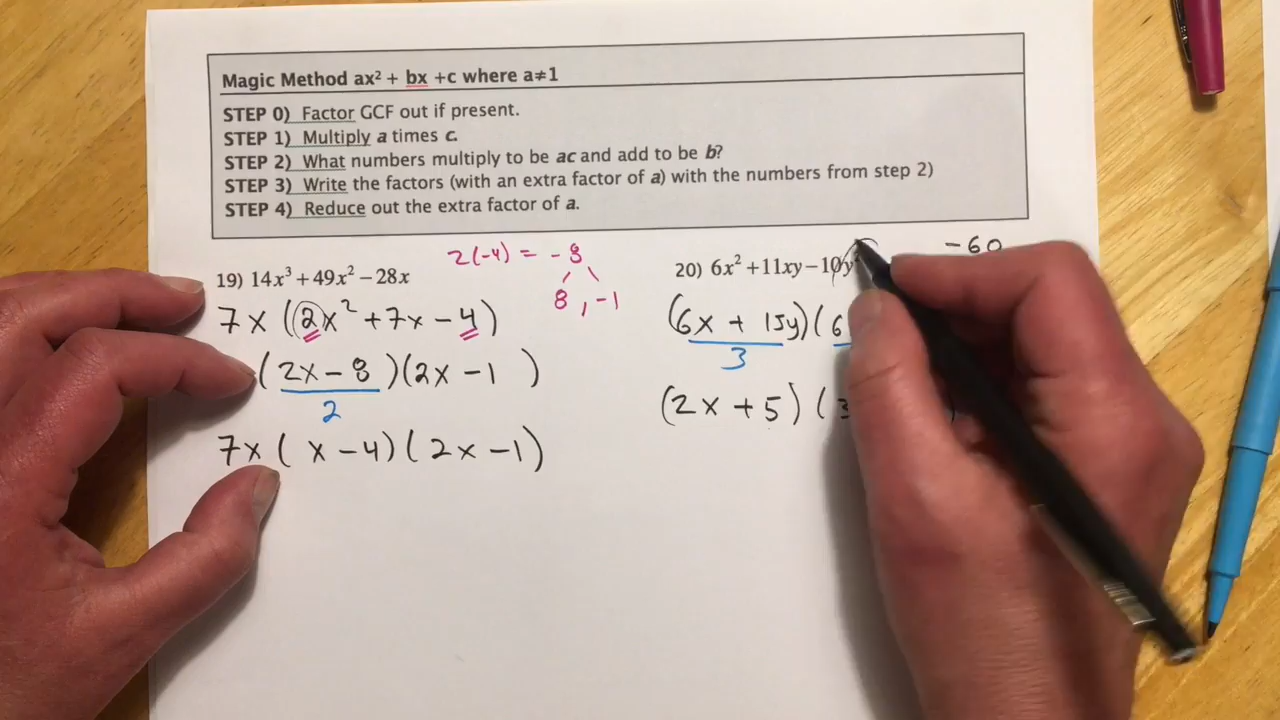 Magic Method ax² + bx +c where a≠1
STEP 0) Factor GCF out if present.
STEP 1) Multiply a times c.
STEP 2) What numbers multiply to be ac and add to be b?
STEP 3) Write the factors (with an extra factor of a) with the numbers from step 2)
STEP 4) Reduce out the extra factor of a.
2(-4) = -8
8, -1
19) 14x³ + 49x² – 28x
7x (2x² + 7x - 4)
(2x - 8)(2x - 1)
2
7x (x - 4)(2x - 1)
-60
20) 6x² + 11xy – 10y²
(6x + 15y)(6
3
(2x + 5)(3